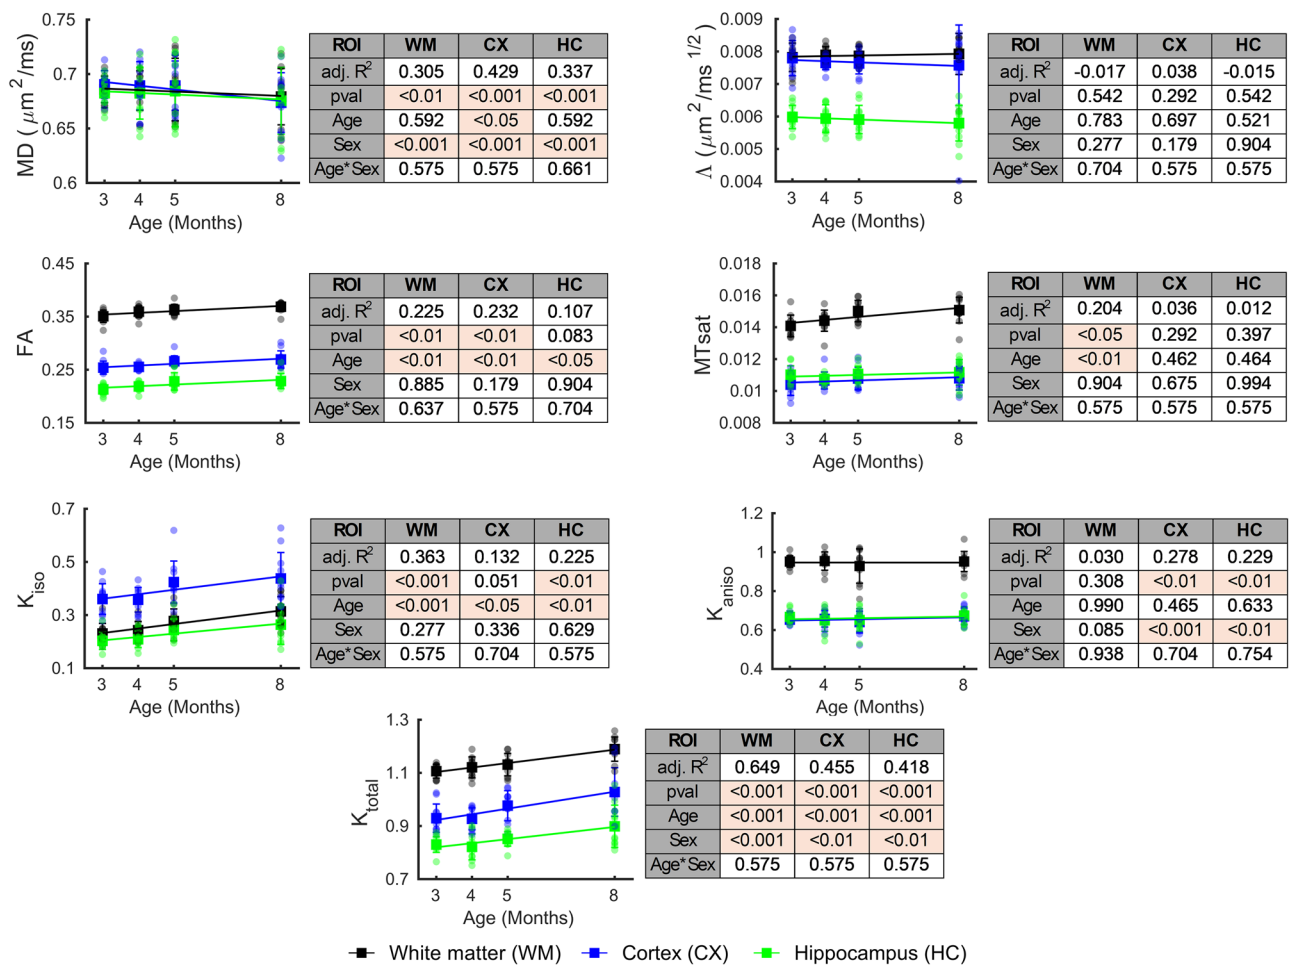 0.75
0.7
0.65
0.6
MD ( μm²/ms)
3 4 5 8
Age (Months)
ROI WM CX HC
adj. R² 0.305 0.429 0.337
pval <0.01 <0.001 <0.001
Age 0.592 <0.05 0.592
Sex <0.001 <0.001 <0.001
Age*Sex 0.575 0.575 0.661
0.009
0.008
0.007
0.006
0.005
0.004
Λ ( μm²/ms^1/2)
3 4 5 8
Age (Months)
ROI WM CX HC
adj. R² -0.017 0.038 -0.015
pval 0.542 0.292 0.542
Age 0.783 0.697 0.521
Sex 0.277 0.179 0.904
Age*Sex 0.704 0.575 0.575
0.45
0.35
0.25
0.15
FA
3 4 5 8
Age (Months)
ROI WM CX HC
adj. R² 0.225 0.232 0.107
pval <0.01 <0.01 0.083
Age <0.01 <0.01 <0.05
Sex 0.885 0.179 0.904
Age*Sex 0.637 0.575 0.704
0.018
0.016
0.014
0.012
0.01
0.008
MTsat
3 4 5 8
Age (Months)
ROI WM CX HC
adj. R² 0.204 0.036 0.012
pval <0.05 0.292 0.397
Age <0.01 0.462 0.464
Sex 0.904 0.675 0.994
Age*Sex 0.575 0.575 0.575
0.7
0.5
0.3
0.1
Kiso
3 4 5 8
Age (Months)
ROI WM CX HC
adj. R² 0.363 0.132 0.225
pval <0.001 0.051 <0.01
Age <0.001 <0.05 <0.01
Sex 0.277 0.336 0.629
Age*Sex 0.575 0.704 0.575
1.2
1
0.8
0.6
0.4
Kaniso
3 4 5 8
Age (Months)
ROI WM CX HC
adj. R² 0.030 0.278 0.229
pval 0.308 <0.01 <0.01
Age 0.990 0.465 0.633
Sex 0.085 <0.001 <0.01
Age*Sex 0.938 0.704 0.754
1.3
1.1
0.9
0.7
Ktotal
3 4 5 8
Age (Months)
ROI WM CX HC
adj. R² 0.649 0.455 0.418
pval <0.001 <0.001 <0.001
Age <0.001 <0.001 <0.001
Sex <0.001 <0.01 <0.01
Age*Sex 0.575 0.575 0.575
White matter (WM) Cortex (CX) Hippocampus (HC)